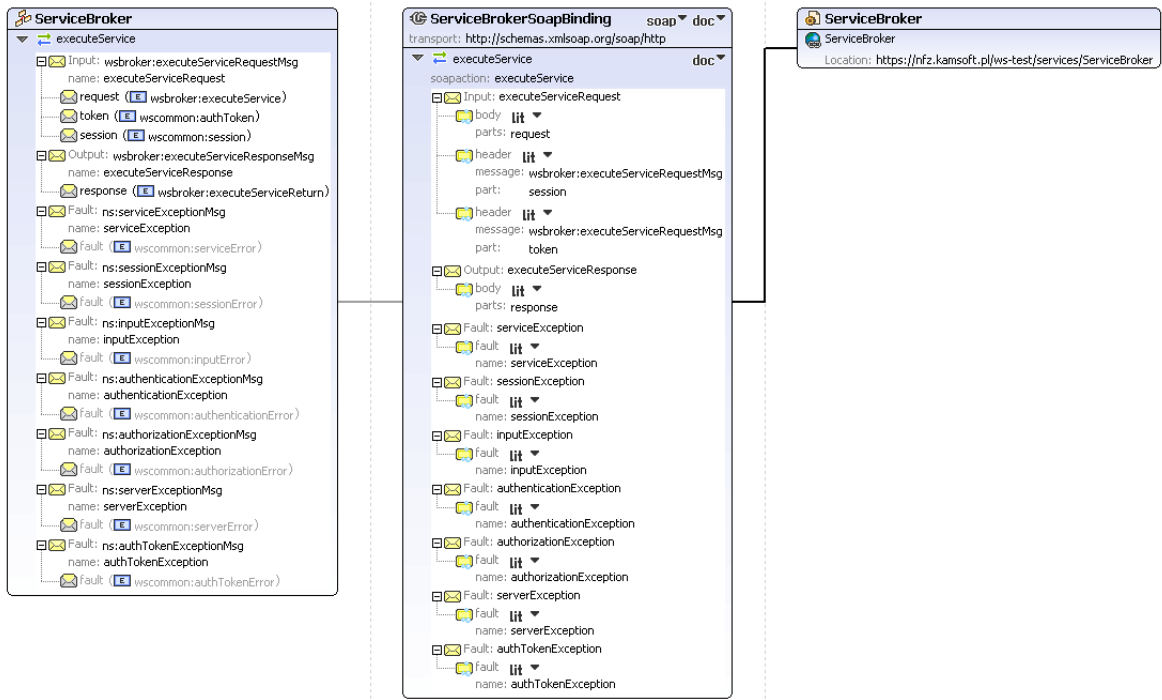 ServiceBroker
executeService
Input: wsbroker:executeServiceRequestMsg
name: executeServiceRequest
request (E wsbroker:executeService)
token (E wscommon:authToken)
session (E wscommon:session)
Output: wsbroker:executeServiceResponseMsg
name: executeServiceResponse
response (E wsbroker:executeServiceReturn)
Fault: ns:serviceExceptionMsg
name: serviceException
fault (E wscommon:serviceError)
Fault: ns:sessionExceptionMsg
name: sessionException
fault (E wscommon:sessionError)
Fault: ns:inputExceptionMsg
name: inputException
fault (E wscommon:inputError)
Fault: ns:authenticationExceptionMsg
name: authenticationException
fault (E wscommon:authenticationError)
Fault: ns:authorizationExceptionMsg
name: authorizationException
fault (E wscommon:authorizationError)
Fault: ns:serverExceptionMsg
name: serverException
fault (E wscommon:serverError)
Fault: ns:authTokenExceptionMsg
name: authTokenException
fault (E wscommon:authTokenError)
ServiceBrokerSoapBinding soap doc
transport: http://schemas.xmlsoap.org/soap/http
executeService doc
soapaction: executeService
Input: executeServiceRequest
body lit
parts: request
header lit
message: wsbroker:executeServiceRequestMsg
part: session
header lit
message: wsbroker:executeServiceRequestMsg
part: token
Output: executeServiceResponse
body lit
parts: response
Fault: serviceException
fault lit
name: serviceException
Fault: sessionException
fault lit
name: sessionException
Fault: inputException
fault lit
name: inputException
Fault: authenticationException
fault lit
name: authenticationException
Fault: authorizationException
fault lit
name: authorizationException
Fault: serverException
fault lit
name: serverException
Fault: authTokenException
fault lit
name: authTokenException
ServiceBroker
ServiceBroker
Location: https://nfz.kamsoft.pl/ws-test/services/ServiceBroker